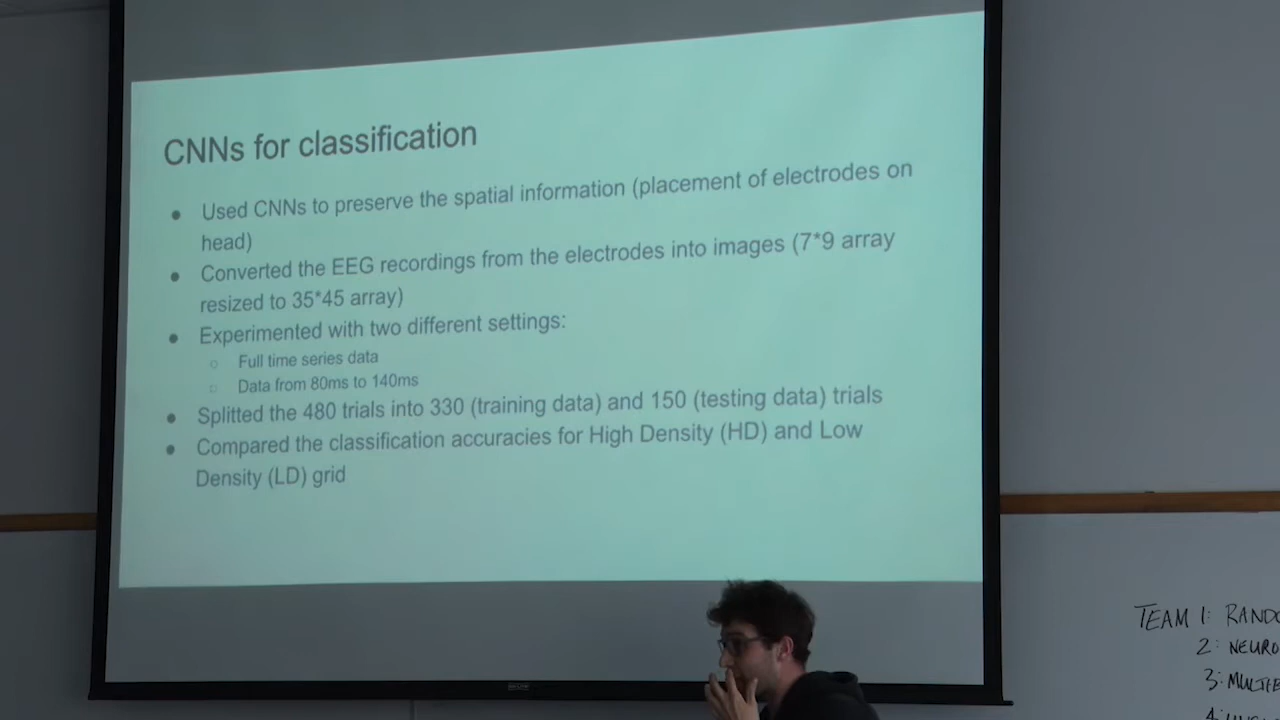 CNNs for classification
● Used CNNs to preserve the spatial information (placement of electrodes on
head)
● Converted the EEG recordings from the electrodes into images (7*9 array
resized to 35*45 array)
● Experimented with two different settings:
○ Full time series data
○ Data from 80ms to 140ms
● Splitted the 480 trials into 330 (training data) and 150 (testing data) trials
● Compared the classification accuracies for High Density (HD) and Low
Density (LD) grid
TEAM 1: RANDO
2: NEURO
3: